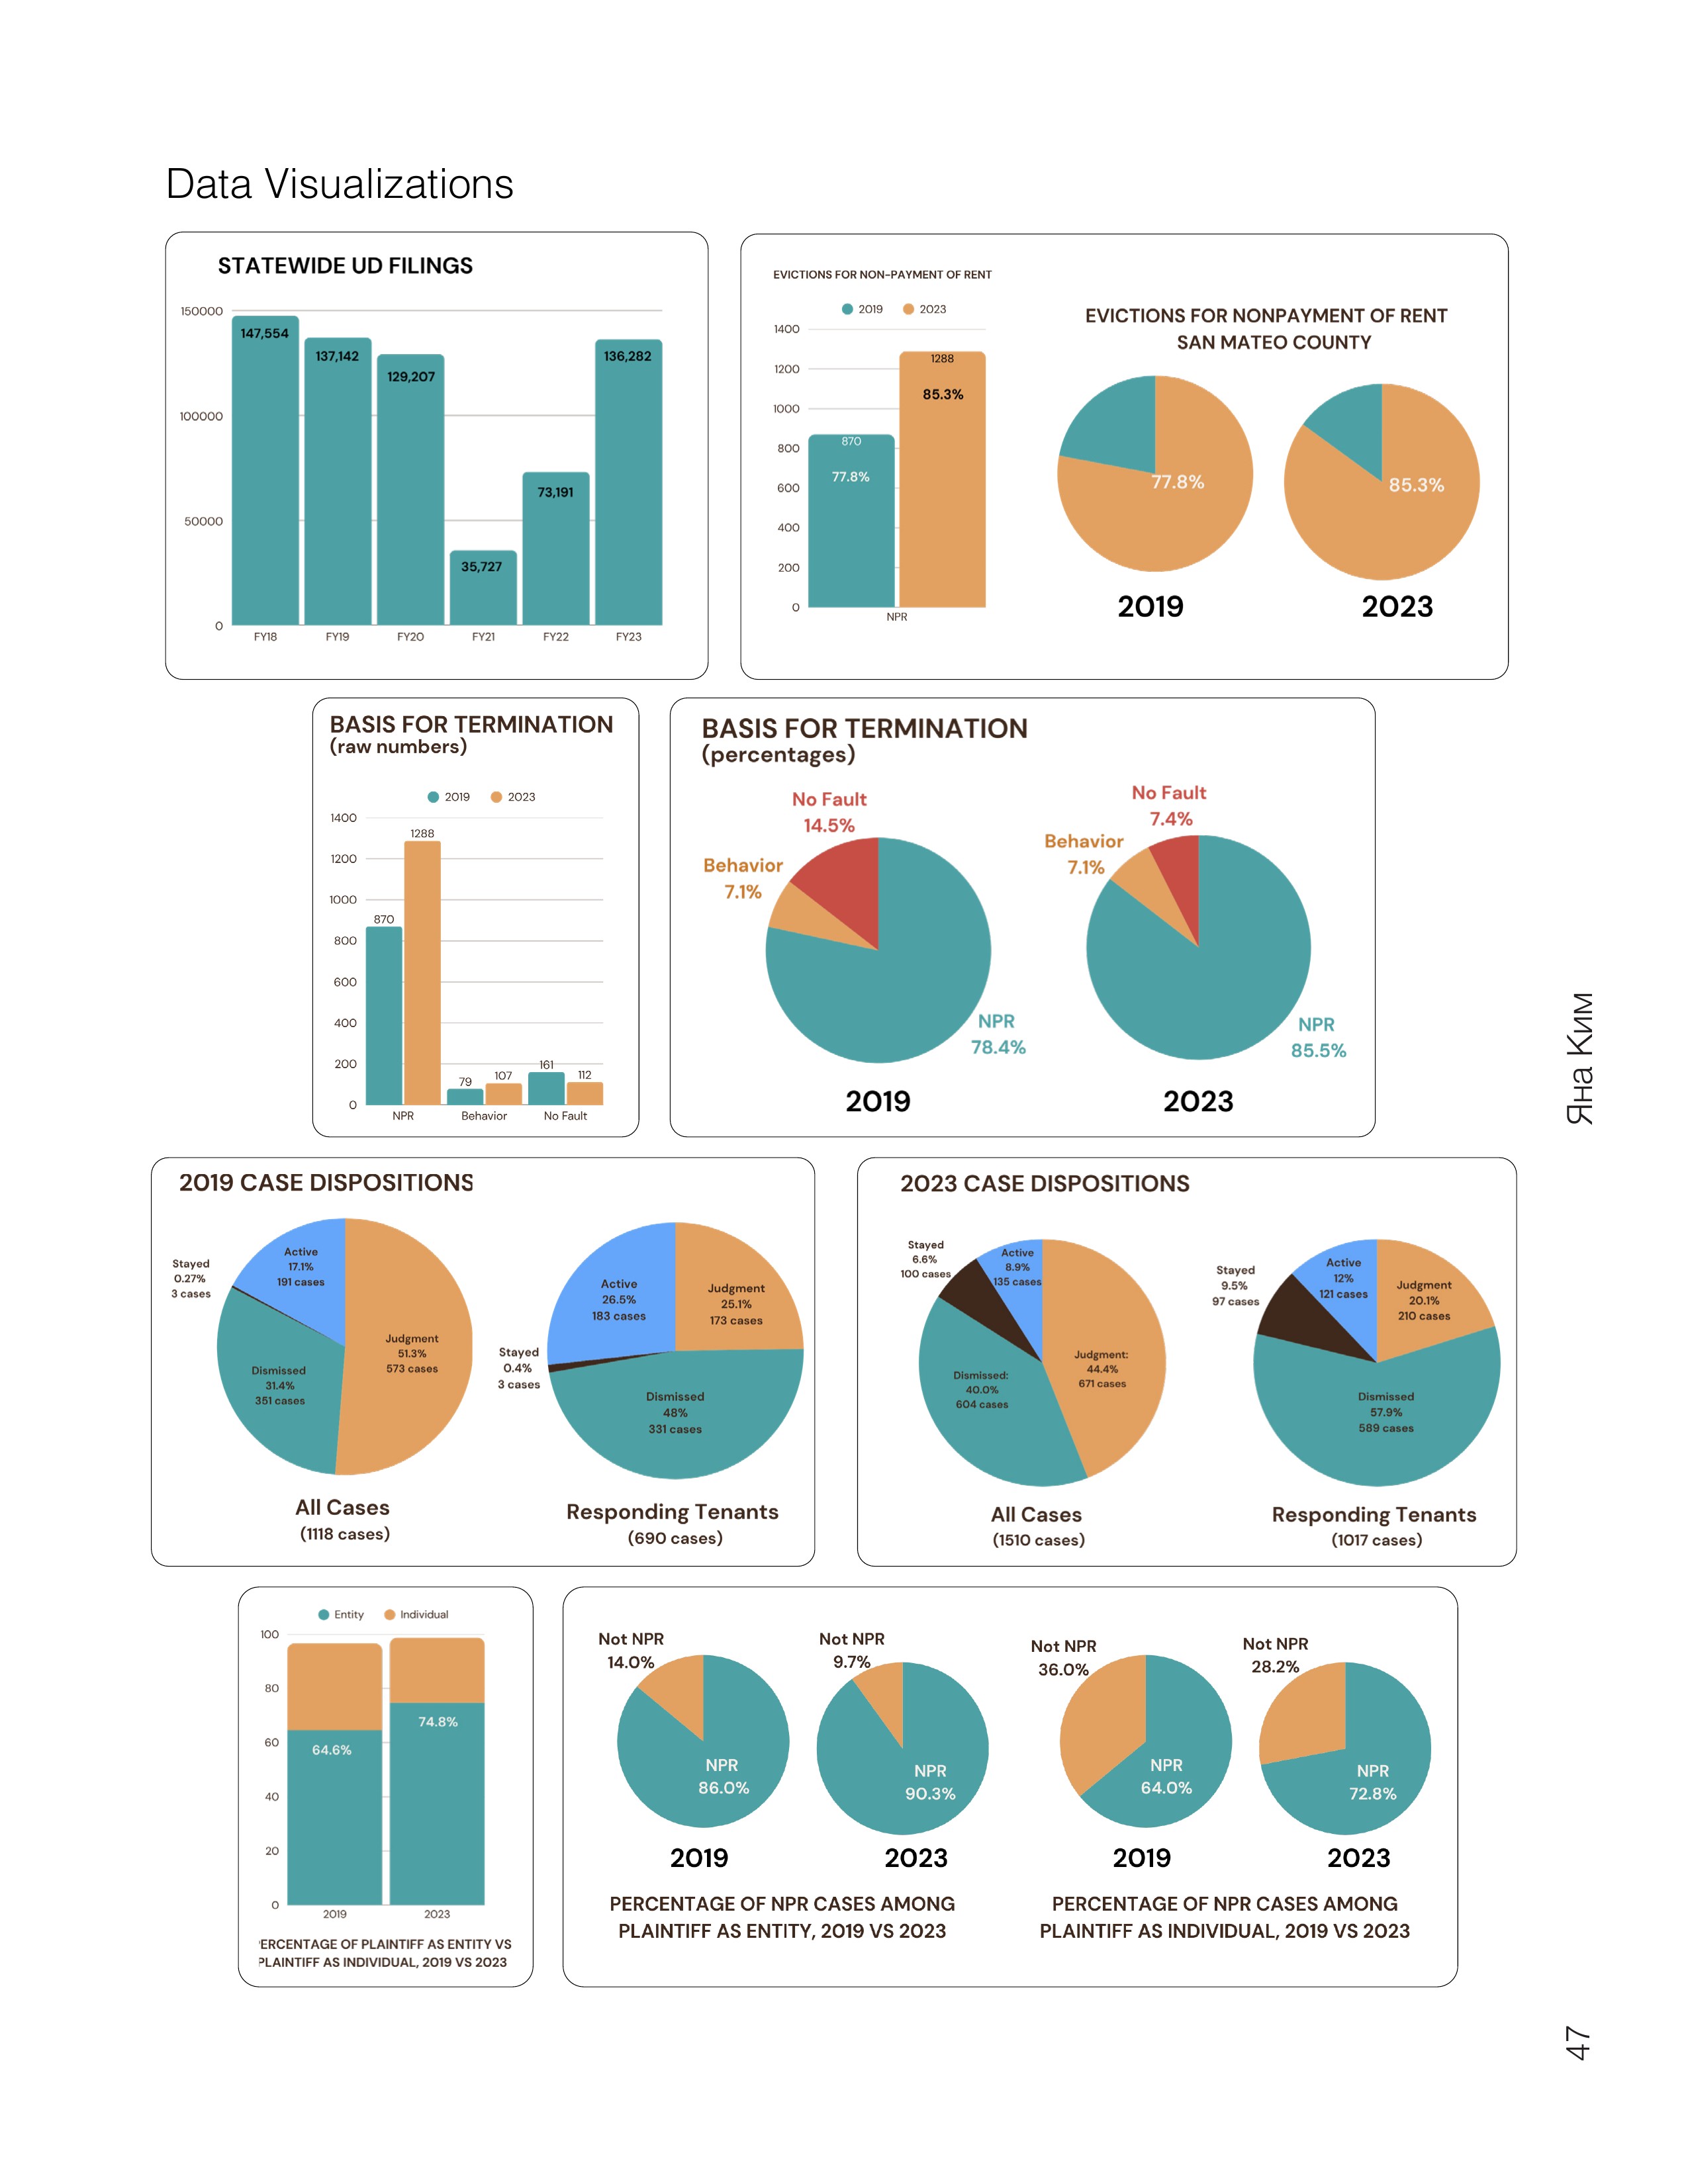 Data Visualizations
STATEWIDE UD FILINGS
150000
100000
50000
0
147,554
137,142
129,207
35,727
73,191
136,282
FY18
FY19
FY20
FY21
FY22
FY23
EVICTIONS FOR NON-PAYMENT OF RENT
2019
2023
1400
1200
1000
800
600
400
200
0
870
77.8%
1288
85.3%
NPR
EVICTIONS FOR NONPAYMENT OF RENT
SAN MATEO COUNTY
77.8%
85.3%
2019
2023
BASIS FOR TERMINATION
(raw numbers)
2019
2023
1400
1200
1000
800
600
400
200
0
870
1288
79
107
161
112
NPR
Behavior
No Fault
BASIS FOR TERMINATION
(percentages)
No Fault
14.5%
Behavior
7.1%
NPR
78.4%
2019
No Fault
7.4%
Behavior
7.1%
NPR
85.5%
2023
2019 CASE DISPOSITIONS
Active
17.1%
191 cases
Stayed
0.27%
3 cases
Judgment
51.3%
573 cases
Dismissed
31.4%
351 cases
All Cases
(1118 cases)
Active
26.5%
183 cases
Judgment
25.1%
173 cases
Stayed
0.4%
3 cases
Dismissed
48%
331 cases
Responding Tenants
(690 cases)
2023 CASE DISPOSITIONS
Stayed
6.6%
100 cases
Active
8.9%
135 cases
Judgment:
44.4%
671 cases
Dismissed:
40.0%
604 cases
All Cases
(1510 cases)
Stayed
9.5%
97 cases
Active
12%
121 cases
Judgment
20.1%
210 cases
Dismissed
57.9%
589 cases
Responding Tenants
(1017 cases)
Entity
Individual
100
80
60
40
20
0
64.6%
74.8%
2019
2023
ERCENTAGE OF PLAINTIFF AS ENTITY VS
PLAINTIFF AS INDIVIDUAL, 2019 VS 2023
Not NPR
14.0%
NPR
86.0%
2019
Not NPR
9.7%
NPR
90.3%
2023
PERCENTAGE OF NPR CASES AMONG
PLAINTIFF AS ENTITY, 2019 VS 2023
Not NPR
36.0%
NPR
64.0%
2019
Not NPR
28.2%
NPR
72.8%
2023
PERCENTAGE OF NPR CASES AMONG
PLAINTIFF AS INDIVIDUAL, 2019 VS 2023
Яна Ким
47